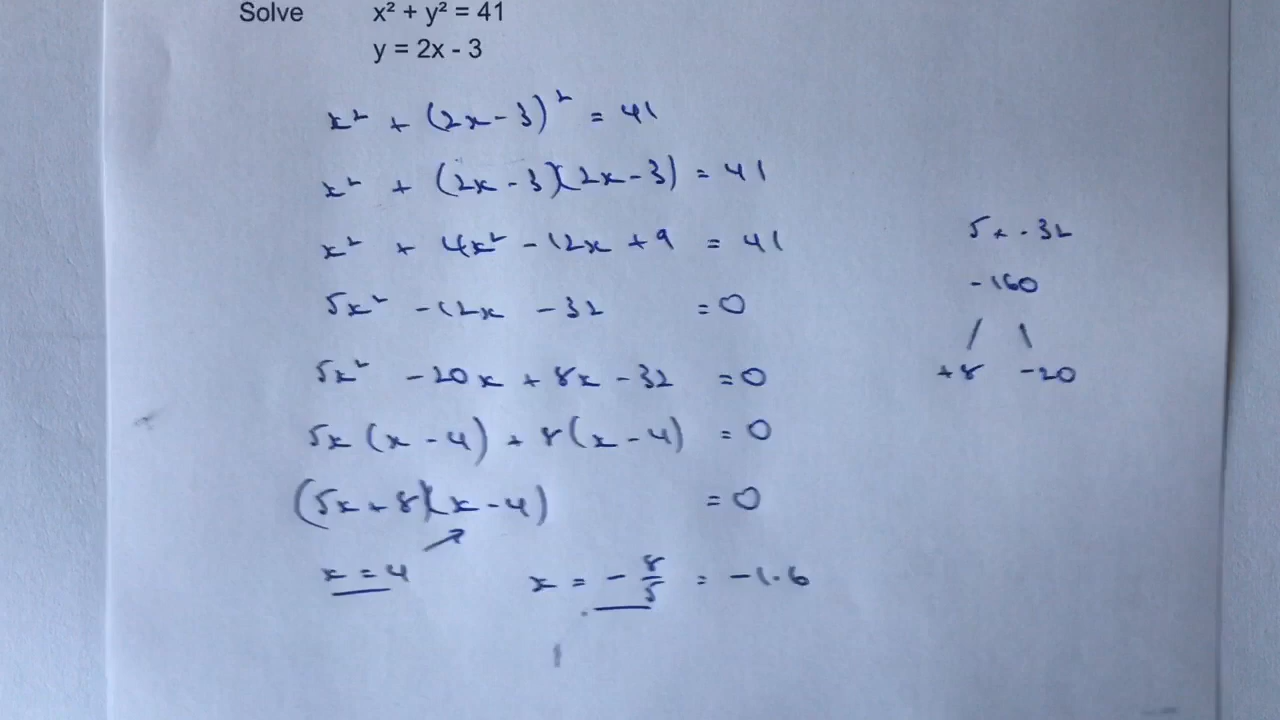 Solve x² + y² = 41
y = 2x - 3
x² + (2x - 3)² = 41
x² + (2x - 3)(2x - 3) = 41
x² + 4x² - 12x + 9 = 41
5x² - 12x - 32 = 0
5x² - 20x + 8x - 32 = 0
5x (x - 4) + 8 (x - 4) = 0
(5x + 8)(x - 4) = 0
x = 4 x = - 8/5 = -1.6
5 x - 32
- 160
+8 -20